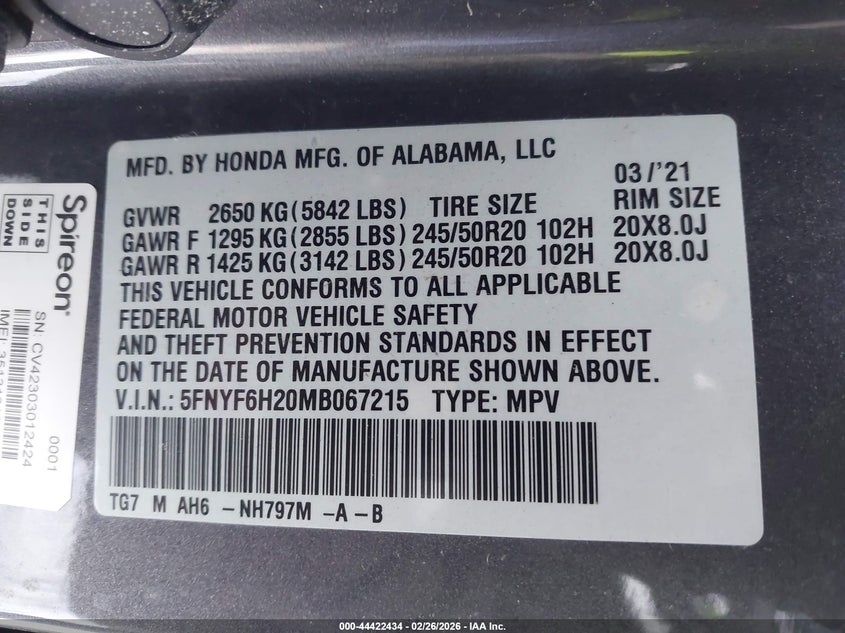 MFD. BY HONDA MFG. OF ALABAMA, LLC
03/'21
GVWR 2650 KG (5842 LBS) TIRE SIZE RIM SIZE
GAWR F 1295 KG (2855 LBS) 245/50R20 102H 20X8.0J
GAWR R 1425 KG (3142 LBS) 245/50R20 102H 20X8.0J
THIS VEHICLE CONFORMS TO ALL APPLICABLE
FEDERAL MOTOR VEHICLE SAFETY
AND THEFT PREVENTION STANDARDS IN EFFECT
ON THE DATE OF MANUFACTURE SHOWN ABOVE.
V.I.N.: 5FNYF6H20MB067215 TYPE: MPV
TG7 M AH6 -NH797M -A -B
Spireon®
THIS
SIDE
DOWN
SN: CV423030012424
0001
IMEI:
000-44422434 - 02/26/2026 - IAA Inc.